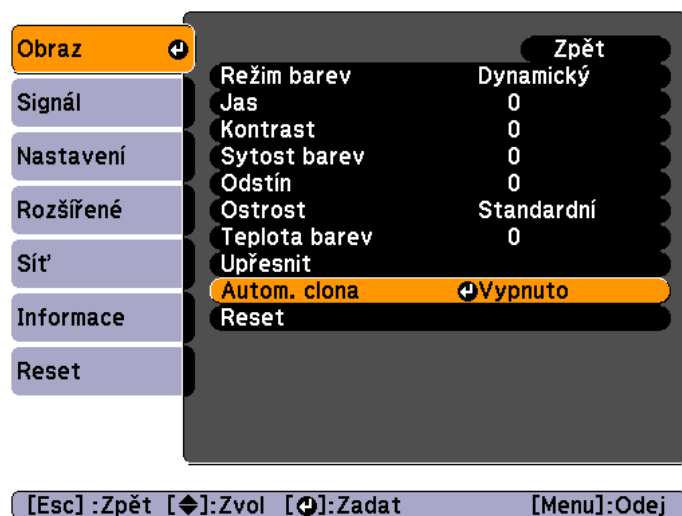 Obraz
Signál
Nastavení
Rozšířené
Síť
Informace
Reset
Zpět
Režim barev Dynamický
Jas 0
Kontrast 0
Sytost barev 0
Odstín 0
Ostrost Standardní
Teplota barev 0
Upřesnit
Autom. clona Vypnuto
Reset
[Esc] :Zpět [◆]:Zvol [↵]:Zadat [Menu]:Odej